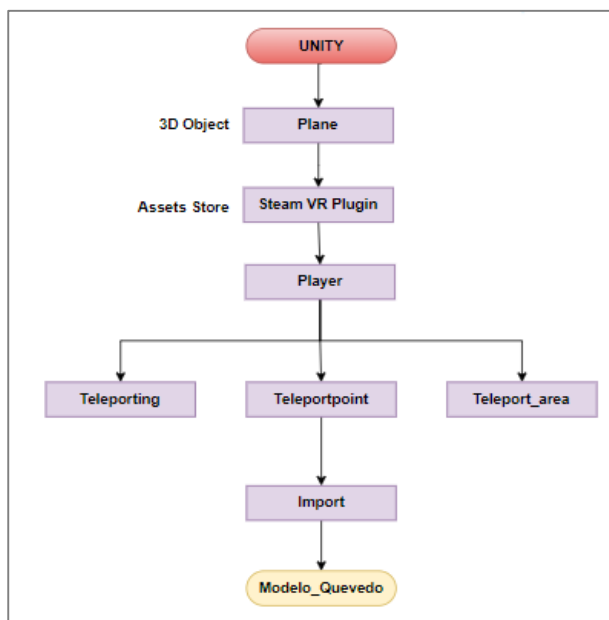 UNITY
3D Object
Plane
Assets Store
Steam VR Plugin
Player
Teleporting
Teleportpoint
Teleport_area
Import
Modelo_Quevedo